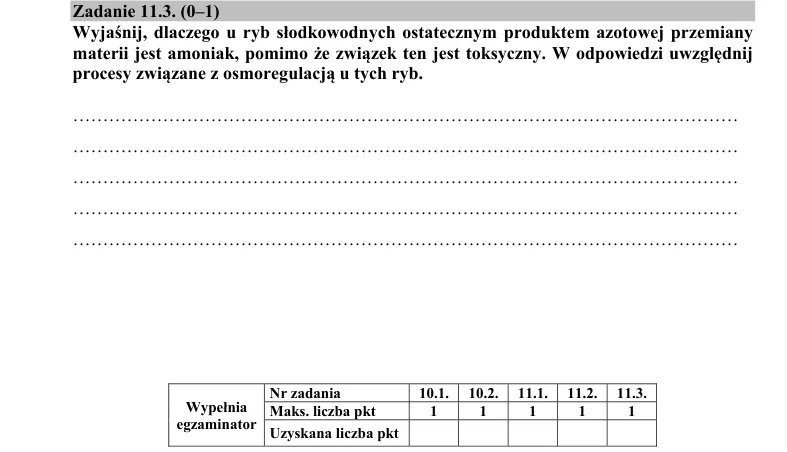 Zadanie 11.3. (0–1)
Wyjaśnij, dlaczego u ryb słodkowodnych ostatecznym produktem azotowej przemiany
materii jest amoniak, pomimo że związek ten jest toksyczny. W odpowiedzi uwzględnij
procesy związane z osmoregulacją u tych ryb.
Wypełnia
egzaminator
Nr zadania 10.1. 10.2. 11.1. 11.2. 11.3.
Maks. liczba pkt 1 1 1 1 1
Uzyskana liczba pkt